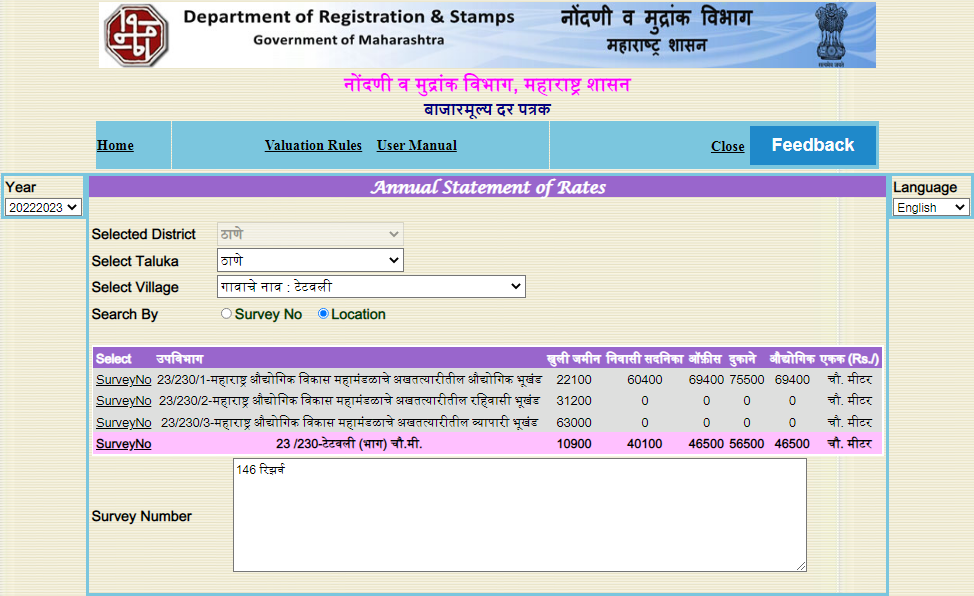 Department of Registration & Stamps
Government of Maharashtra
नोंदणी व मुद्रांक विभाग
महाराष्ट्र शासन
नोंदणी व मुद्रांक विभाग, महाराष्ट्र शासन
बाजारमूल्य दर पत्रक
Home Valuation Rules User Manual Close Feedback
Year
20222023
Annual Statement of Rates
Language
English
Selected District ठाणे
Select Taluka ठाणे
Select Village गावाचे नाव : टेटवली
Search By Survey No Location
Select उपविभाग खुली जमीन निवासी सदनिका ऑफ़ीस दुकाने औद्योगिक एकक (Rs./)
SurveyNo 23/230/1-महाराष्ट्र औद्योगिक विकास महामंडळाचे अखत्यारीतील औद्योगिक भूखंड 22100 60400 69400 75500 69400 चौ. मीटर
SurveyNo 23/230/2-महाराष्ट्र औद्योगिक विकास महामंडळाचे अखत्यारीतील रहिवासी भूखंड 31200 0 0 0 0 चौ. मीटर
SurveyNo 23/230/3-महाराष्ट्र औद्योगिक विकास महामंडळाचे अखत्यारीतील व्यापारी भूखंड 63000 0 0 0 0 चौ. मीटर
SurveyNo 23 /230-टेटवली (भाग) चौ.मी. 10900 40100 46500 56500 46500 चौ. मीटर
Survey Number
146 रिझर्व